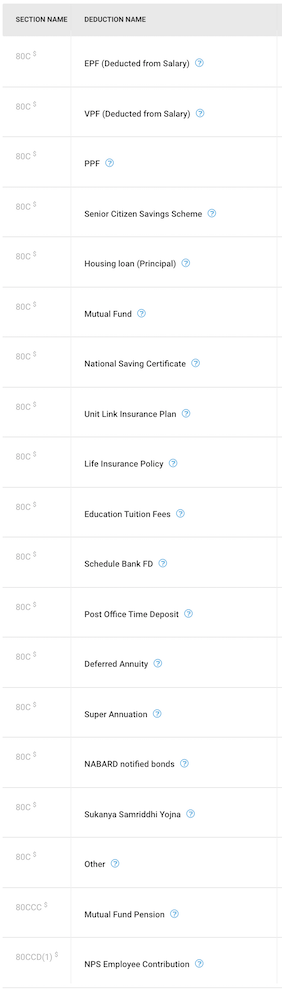 SECTION NAME DEDUCTION NAME
80C $ EPF (Deducted from Salary) ?
80C $ VPF (Deducted from Salary) ?
80C $ PPF ?
80C $ Senior Citizen Savings Scheme ?
80C $ Housing loan (Principal) ?
80C $ Mutual Fund ?
80C $ National Saving Certificate ?
80C $ Unit Link Insurance Plan ?
80C $ Life Insurance Policy ?
80C $ Education Tuition Fees ?
80C $ Schedule Bank FD ?
80C $ Post Office Time Deposit ?
80C $ Deferred Annuity ?
80C $ Super Annuation ?
80C $ NABARD notified bonds ?
80C $ Sukanya Samriddhi Yojna ?
80C $ Other ?
80CCC $ Mutual Fund Pension ?
80CCD(1) $ NPS Employee Contribution ?